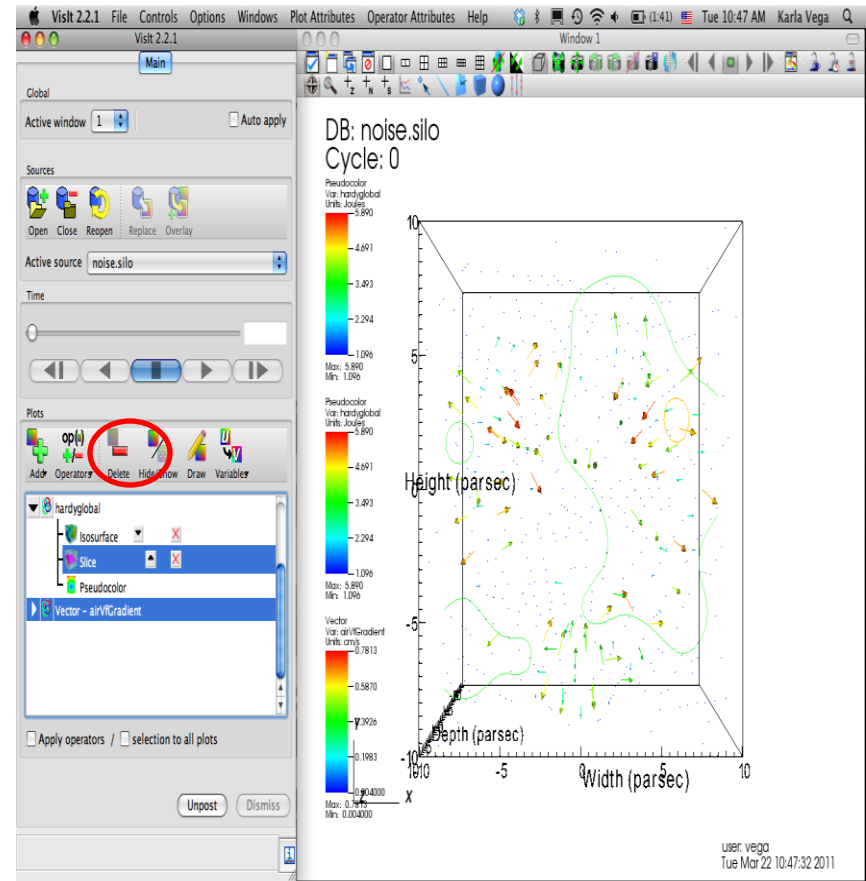 VisIt 2.2.1 File Controls Options Windows Plot Attributes Operator Attributes Help (1:41) Tue 10:47 AM Karla Vega
VisIt 2.2.1
Main
Global
Active window 1 Auto apply
Sources
Open Close Reopen Replace Overlay
Active source noise.silo
Time
Plots
op(+)
Add Operators Delete Hide/Show Draw Variables
hardyglobal
Isosurface
Slice
Pseudocolor
Vector - airVfGradient
Apply operators / selection to all plots
Unpost Dismiss
Window 1
DB: noise.silo
Cycle: 0
Pseudocolor
Var: hardyglobal
Units: Joules
5.890
4.691
3.493
2.294
1.096
Max: 5.890
Min: 1.096
Pseudocolor
Var: hardyglobal
Units: Joules
5.890
4.691
3.493
2.294
1.096
Max: 5.890
Min: 1.096
Vector
Var: airVfGradient
Units: cm/s
0.7813
0.5870
0.3926
0.1983
0.004000
Max: 0.7813
Min: 0.004000
10
5
Height (parsec)
0
-5
-10
Depth (parsec)
-10
-5
0
Width (parsec)
5
10
Y
Z
X
user: vega
Tue Mar 22 10:47:32 2011